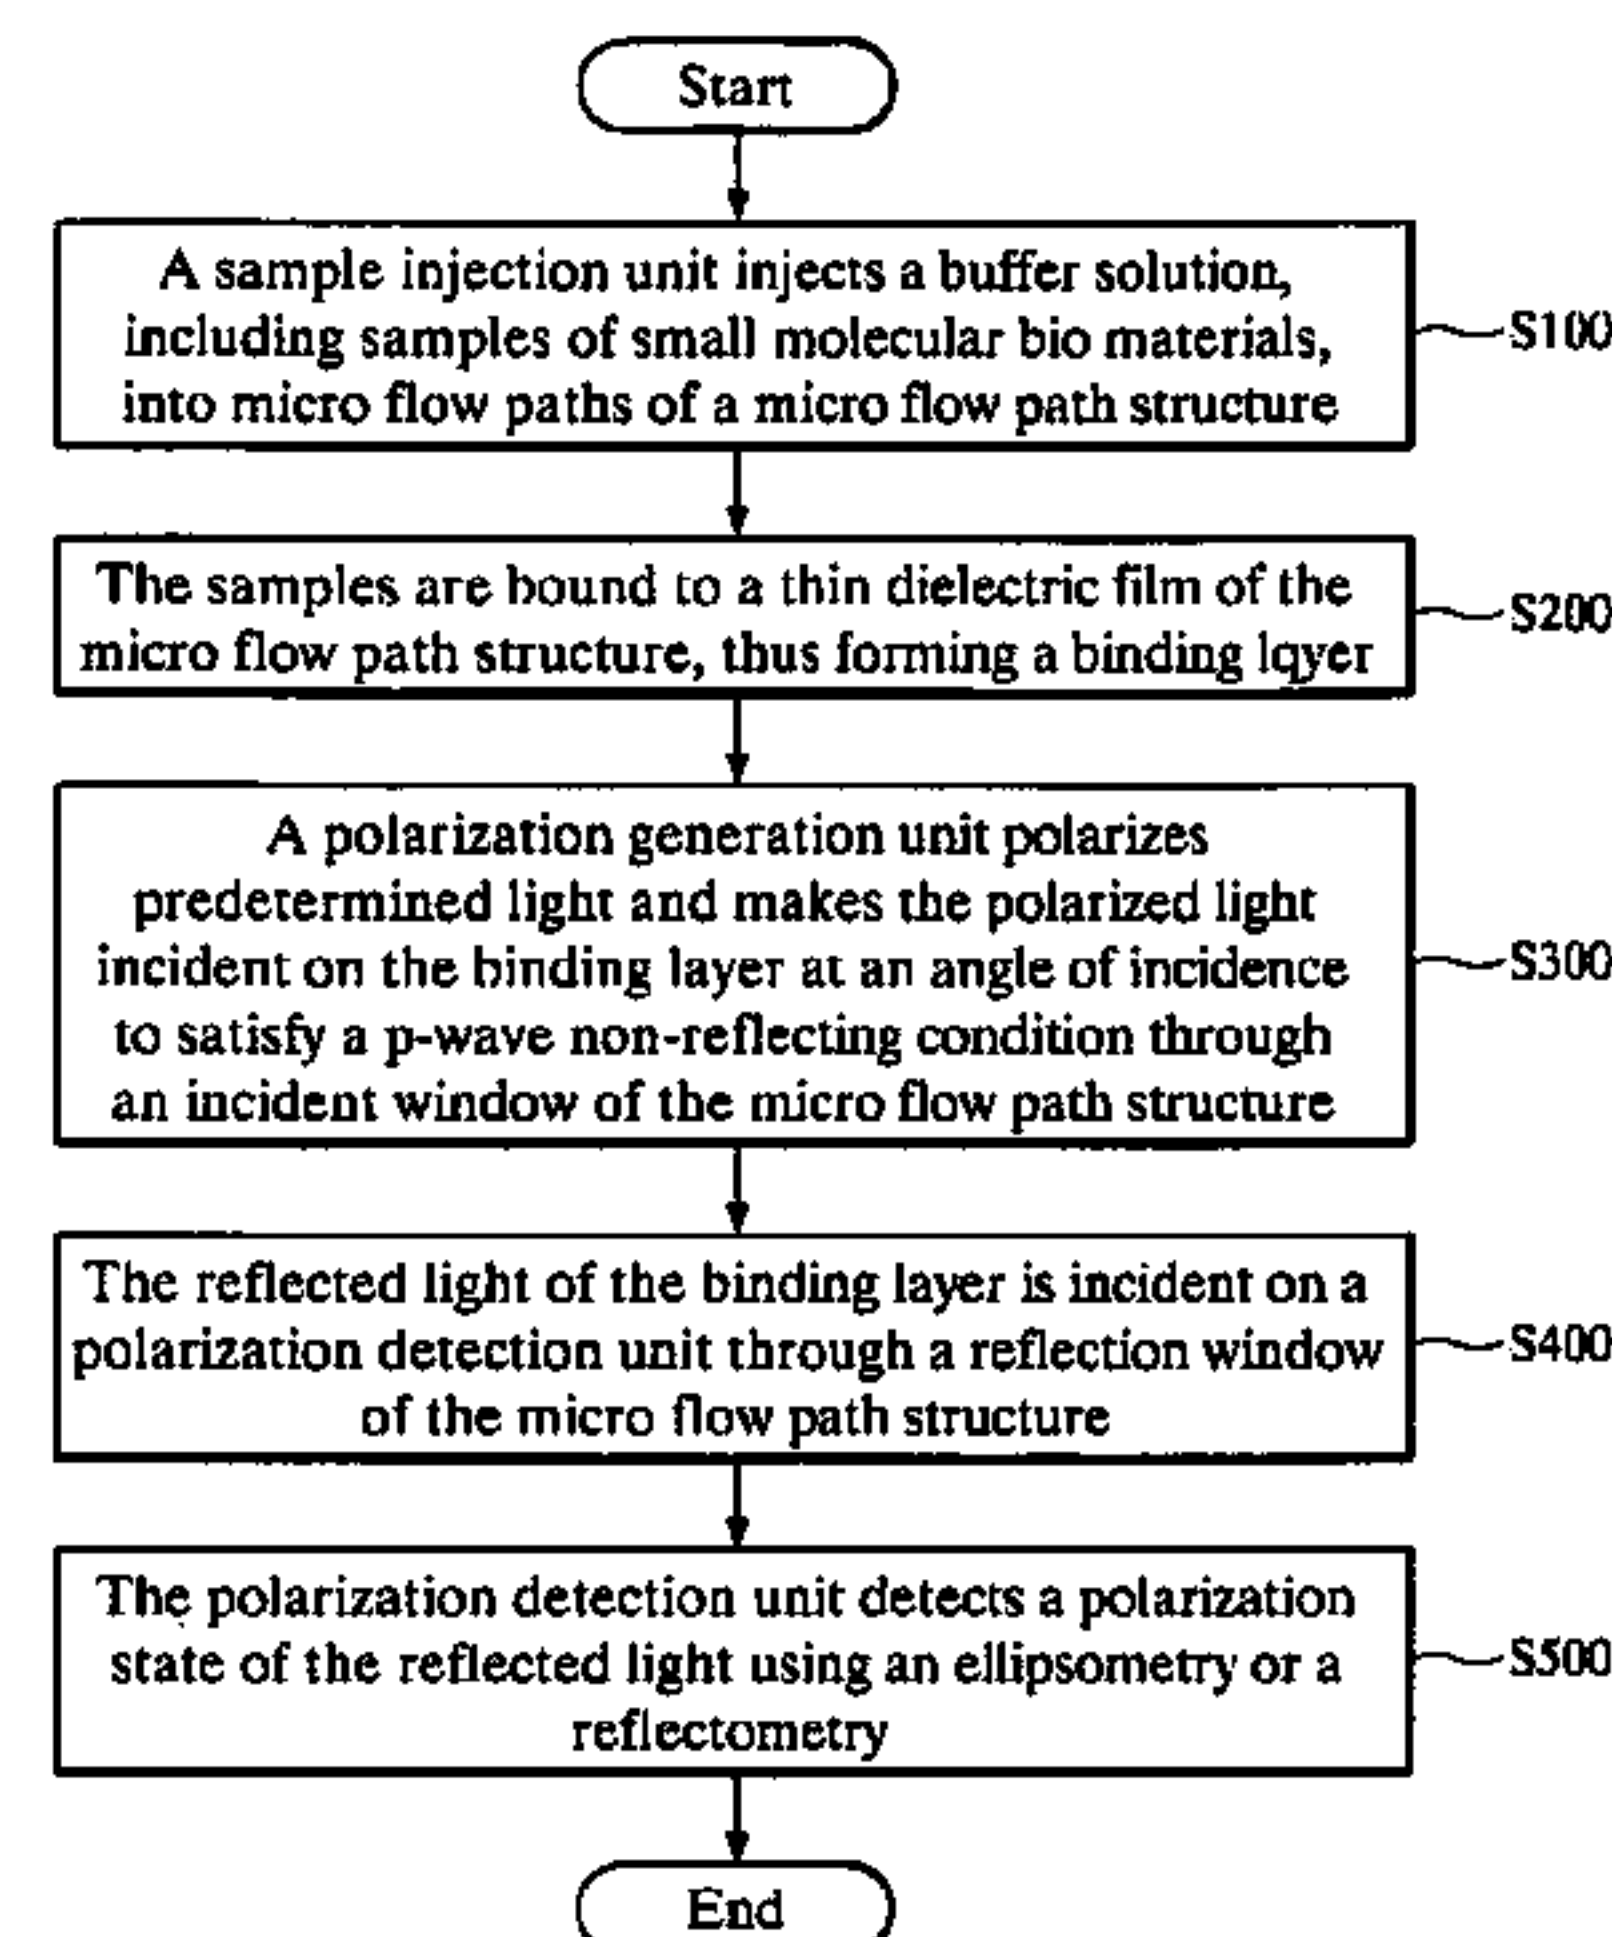 Start
A sample injection unit injects a buffer solution,
including samples of small molecular bio materials,
into micro flow paths of a micro flow path structure
S100
The samples are bound to a thin dielectric film of the
micro flow path structure, thus forming a binding lqyer
S200
A polarization generation unit polarizes
predetermined light and makes the polarized light
incident on the binding layer at an angle of incidence
to satisfy a p-wave non-reflecting condition through
an incident window of the micro flow path structure
S300
The reflected light of the binding layer is incident on a
polarization detection unit through a reflection window
of the micro flow path structure
S400
The polarization detection unit detects a polarization
state of the reflected light using an ellipsometry or a
reflectometry
S500
End